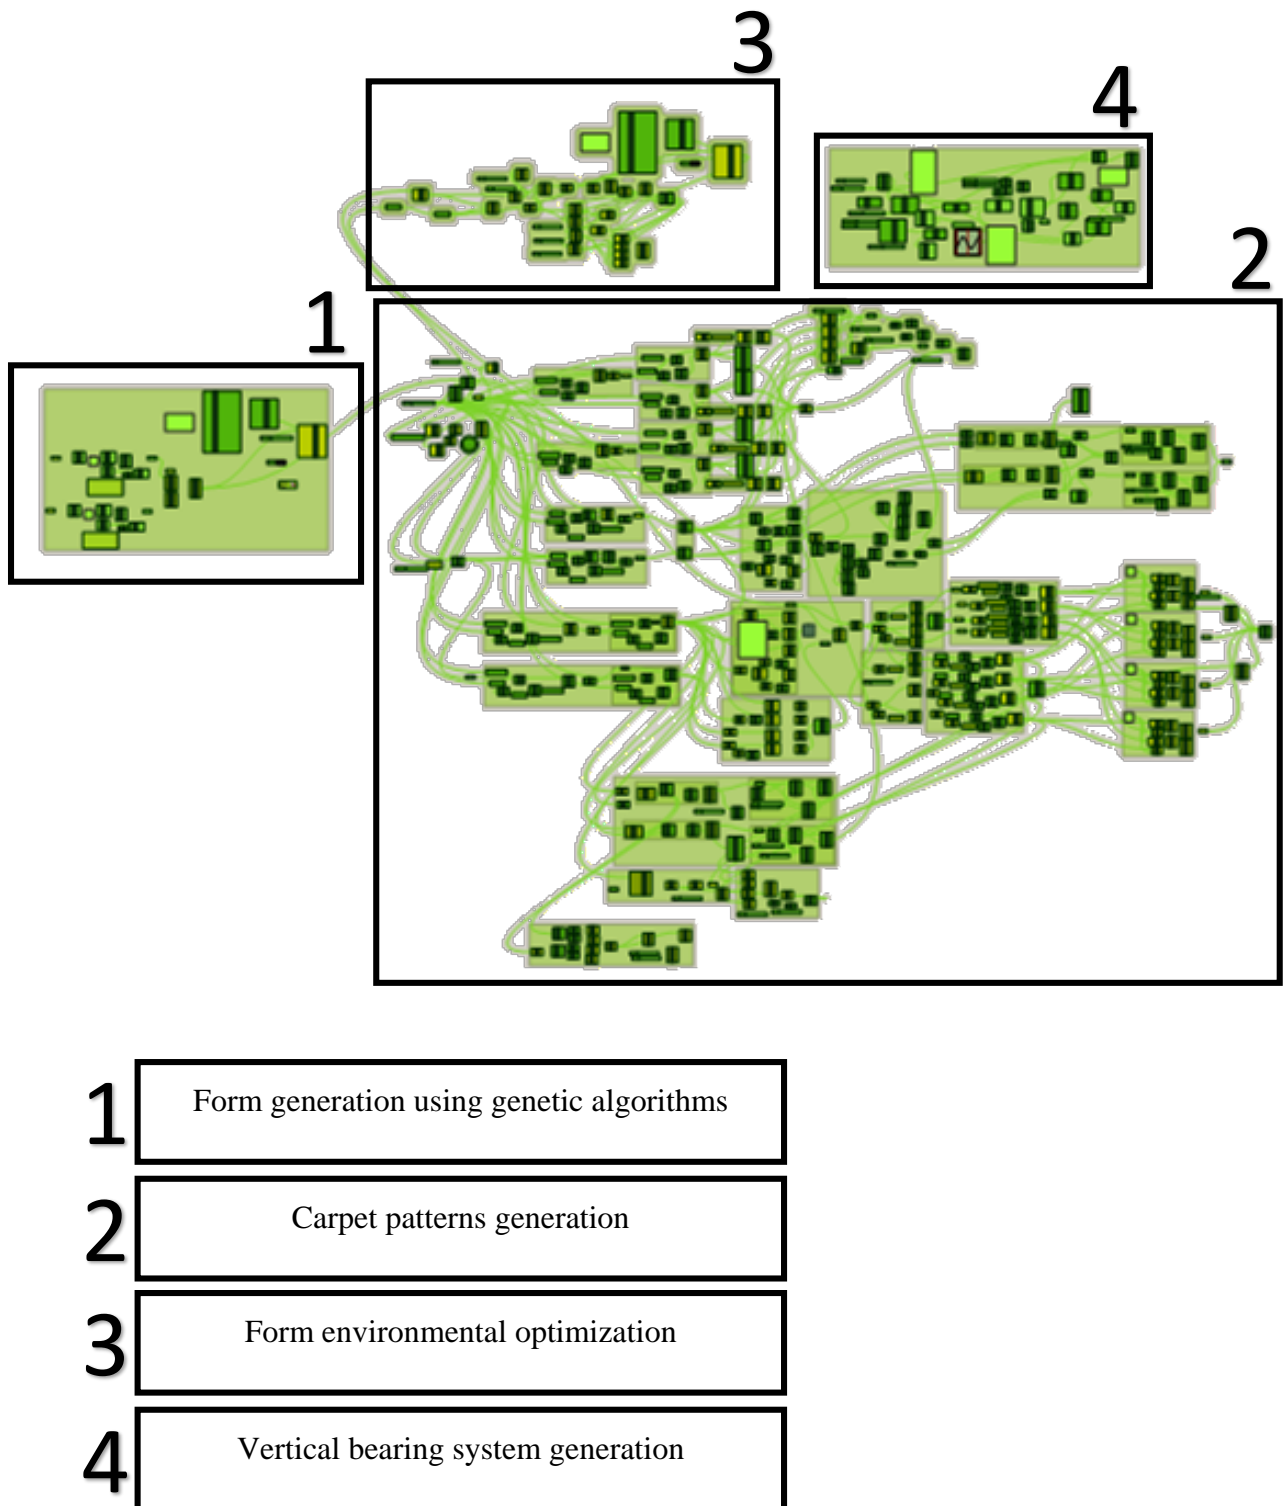 3
4
2
1
1 Form generation using genetic algorithms
2 Carpet patterns generation
3 Form environmental optimization
4 Vertical bearing system generation